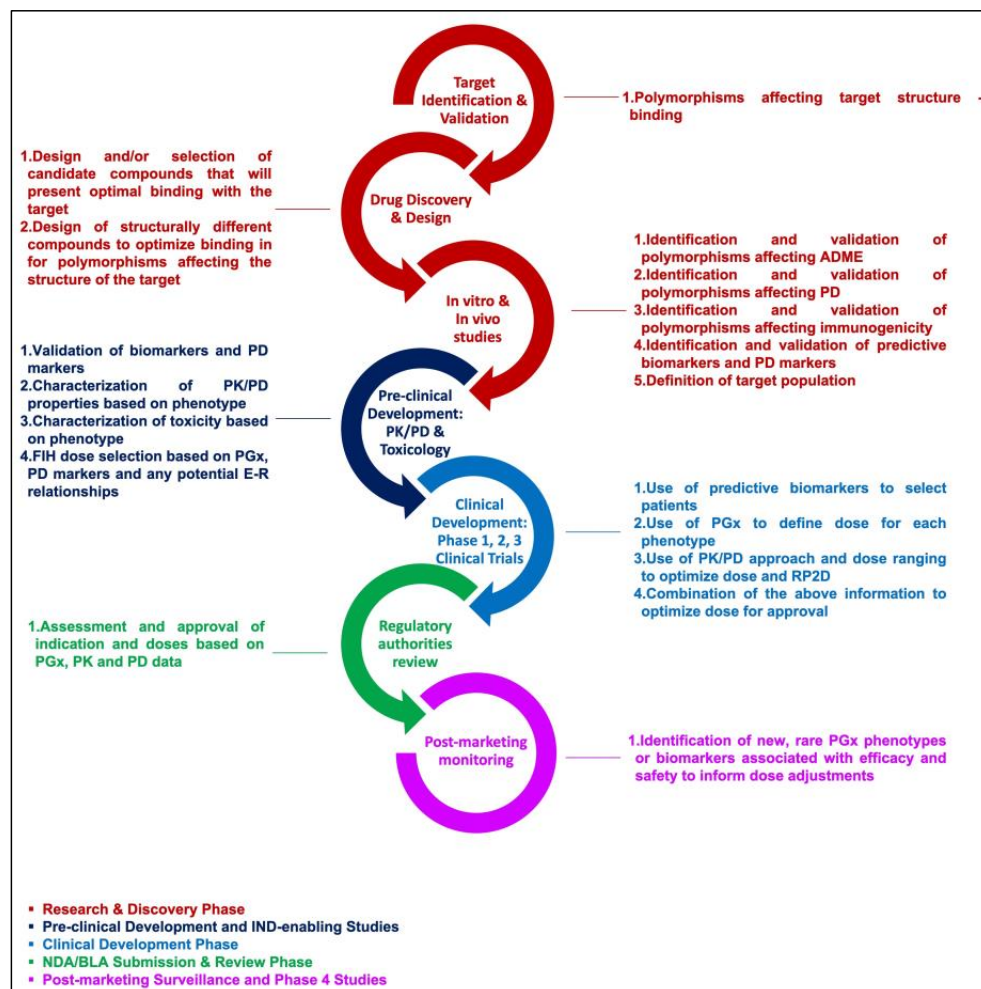 Target
Identification &
Validation
1.Polymorphisms affecting target structure -
binding
1.Design and/or selection of
candidate compounds that will
present optimal binding with the
target
2.Design of structurally different
compounds to optimize binding in
for polymorphisms affecting the
structure of the target
Drug Discovery
& Design
1.Identification and validation of
polymorphisms affecting ADME
2.Identification and validation of
polymorphisms affecting PD
3.Identification and validation of
polymorphisms affecting immunogenicity
4.Identification and validation of predictive
biomarkers and PD markers
5.Definition of target population
In vitro &
In vivo
studies
1.Validation of biomarkers and PD
markers
2.Characterization of PK/PD
properties based on phenotype
3.Characterization of toxicity based
on phenotype
4.FIH dose selection based on PGx,
PD markers and any potential E-R
relationships
Pre-clinical
Development:
PK/PD &
Toxicology
Clinical
Development:
Phase 1, 2, 3
Clinical Trials
1.Use of predictive biomarkers to select
patients
2.Use of PGx to define dose for each
phenotype
3.Use of PK/PD approach and dose ranging
to optimize dose and RP2D
4.Combination of the above information to
optimize dose for approval
1.Assessment and approval of
indication and doses based on
PGx, PK and PD data
Regulatory
authorities
review
Post-marketing
monitoring
1.Identification of new, rare PGx phenotypes
or biomarkers associated with efficacy and
safety to inform dose adjustments
▪ Research & Discovery Phase
▪ Pre-clinical Development and IND-enabling Studies
▪ Clinical Development Phase
▪ NDA/BLA Submission & Review Phase
▪ Post-marketing Surveillance and Phase 4 Studies